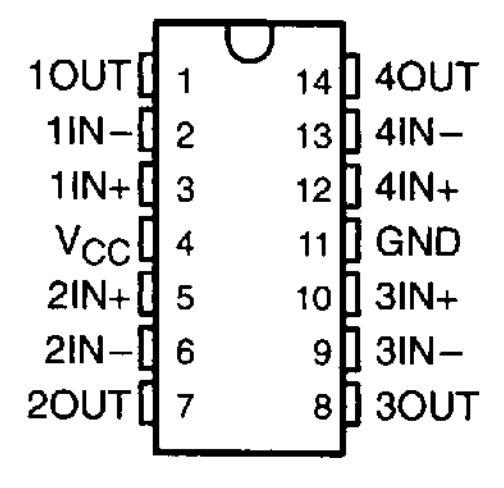 1OUT 1 14 4OUT
1IN− 2 13 4IN−
1IN+ 3 12 4IN+
VCC 4 11 GND
2IN+ 5 10 3IN+
2IN− 6 9 3IN−
2OUT 7 8 3OUT